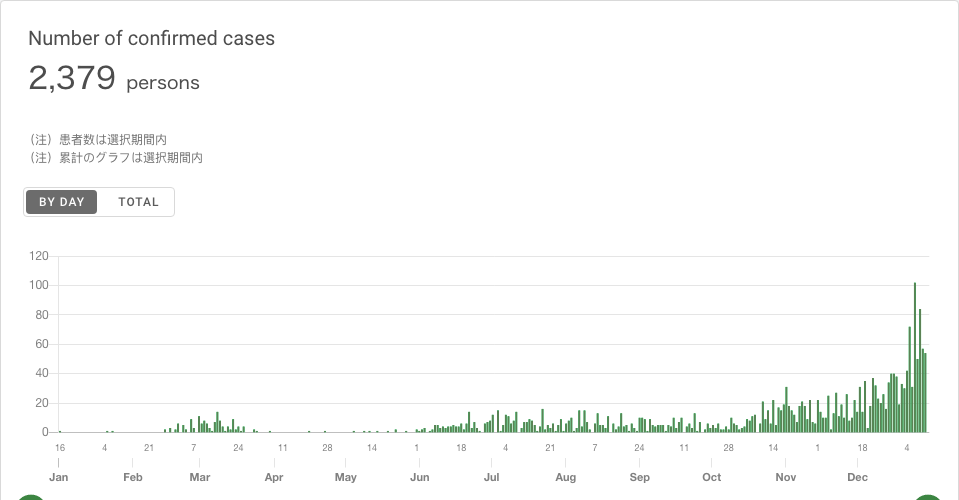 Number of confirmed cases
2,379 persons
（注）患者数は選択期間内
（注）累計のグラフは選択期間内
BY DAY TOTAL
120
100
80
60
40
20
0
16 4 21 7 24 11 28 14 1 18 4 21 7 24 11 28 14 1 18 4
Jan Feb Mar Apr May Jun Jul Aug Sep Oct Nov Dec